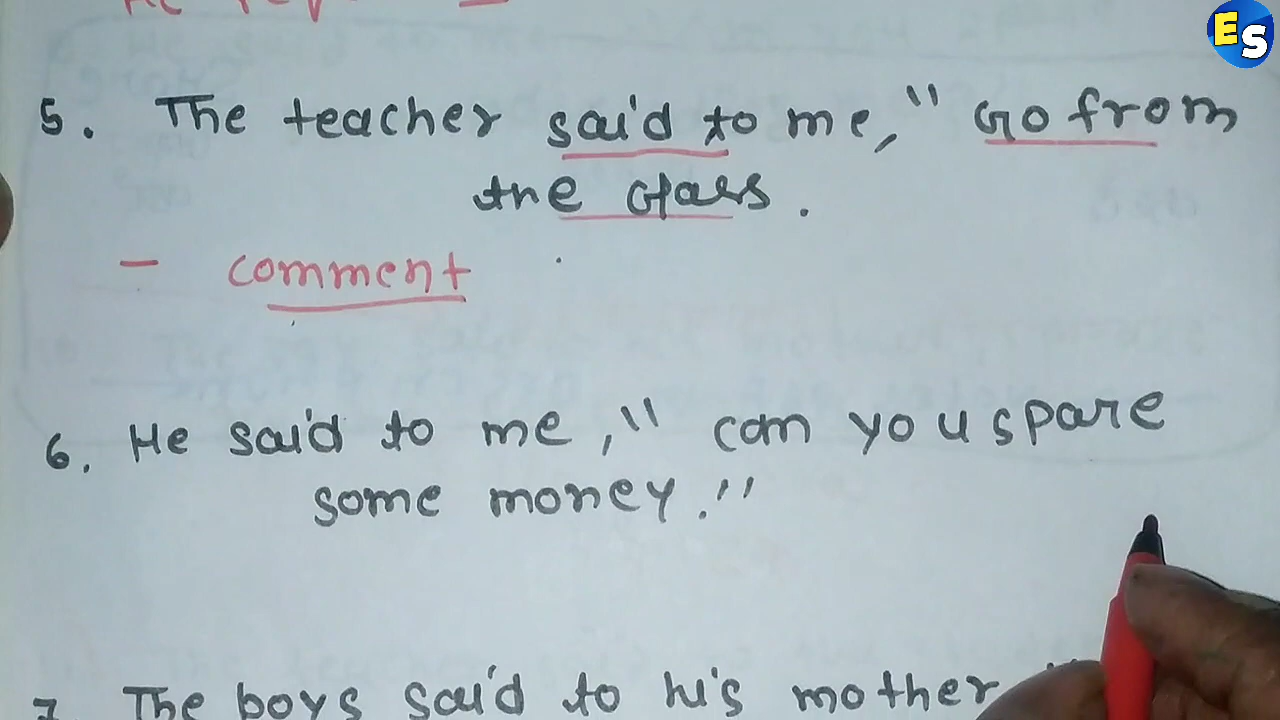 ES
5. The teacher said to me, " Go from
the class.
- comment
6. He said to me, " can you spare
some money."
7. The boys said to his mother "